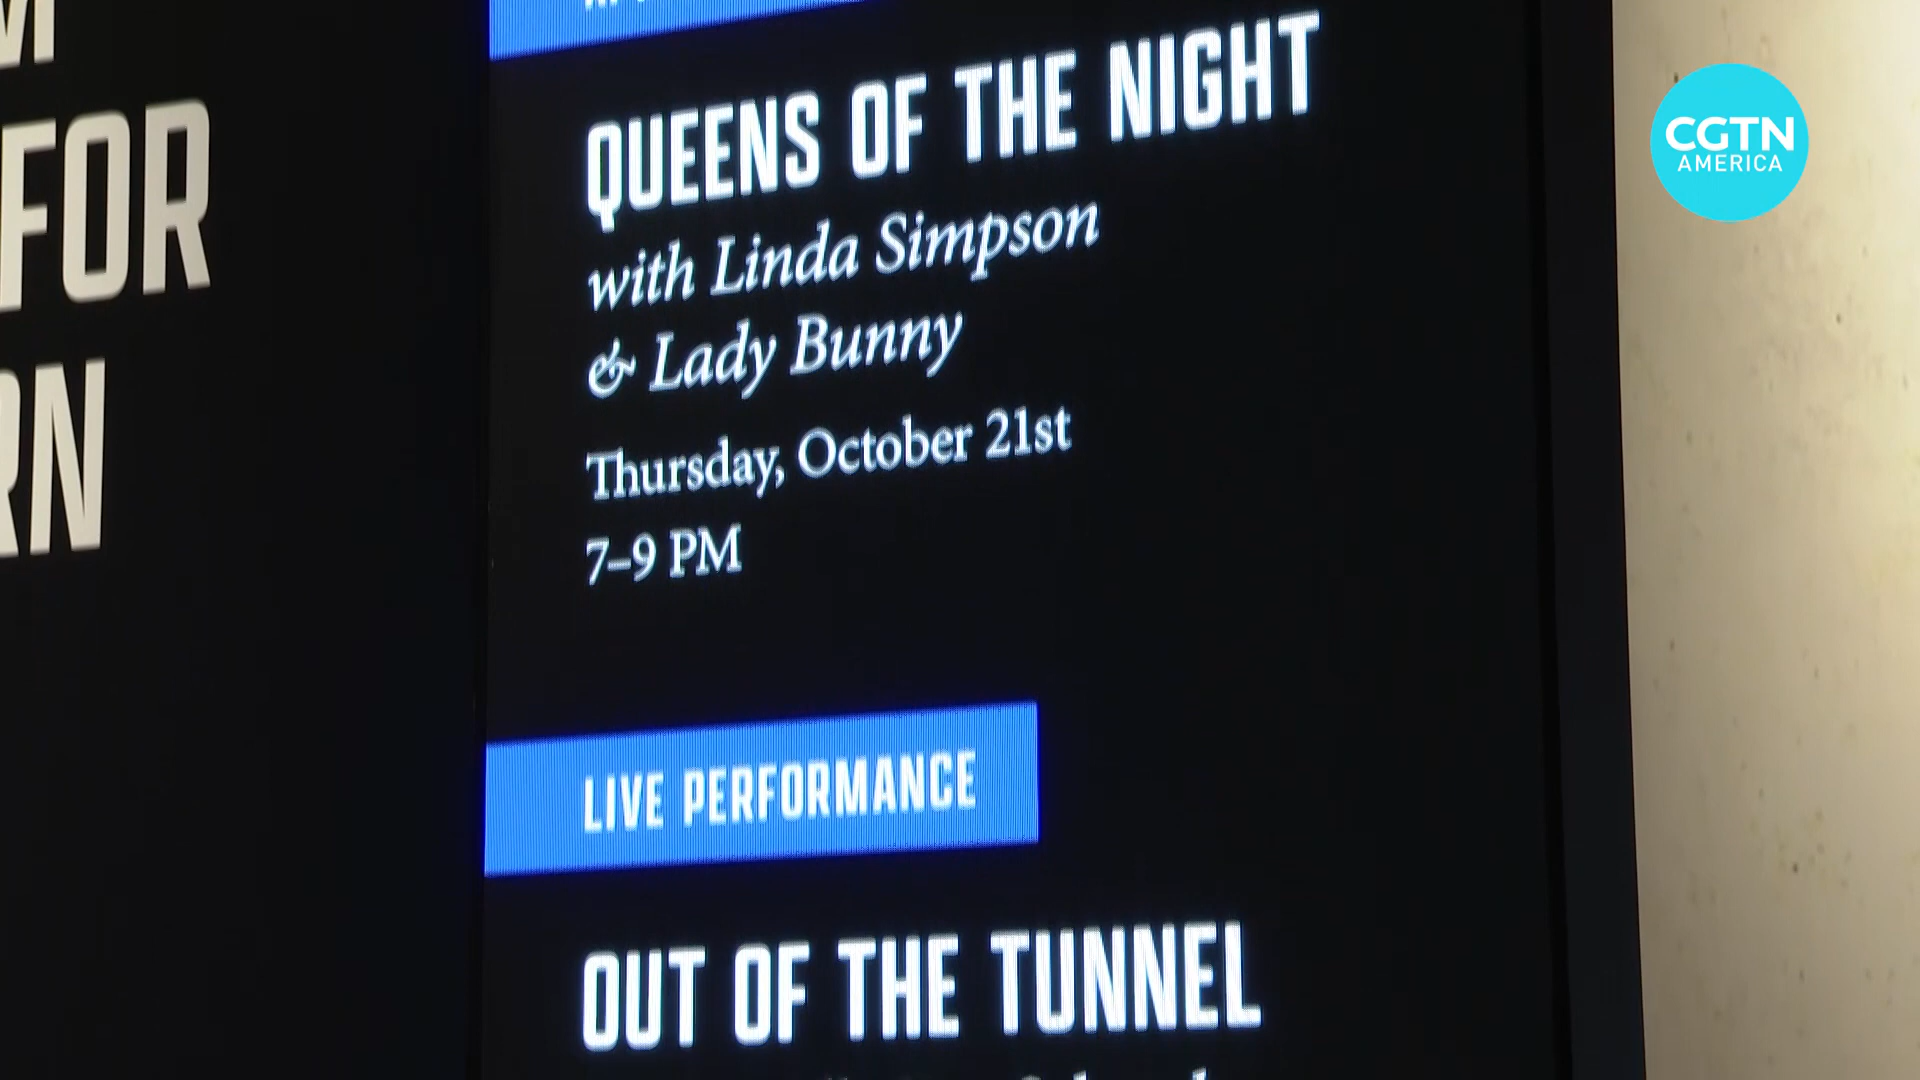 FOR
QUEENS OF THE NIGHT
with Linda Simpson
& Lady Bunny
Thursday, October 21st
7–9 PM
LIVE PERFORMANCE
OUT OF THE TUNNEL
CGTN
AMERICA